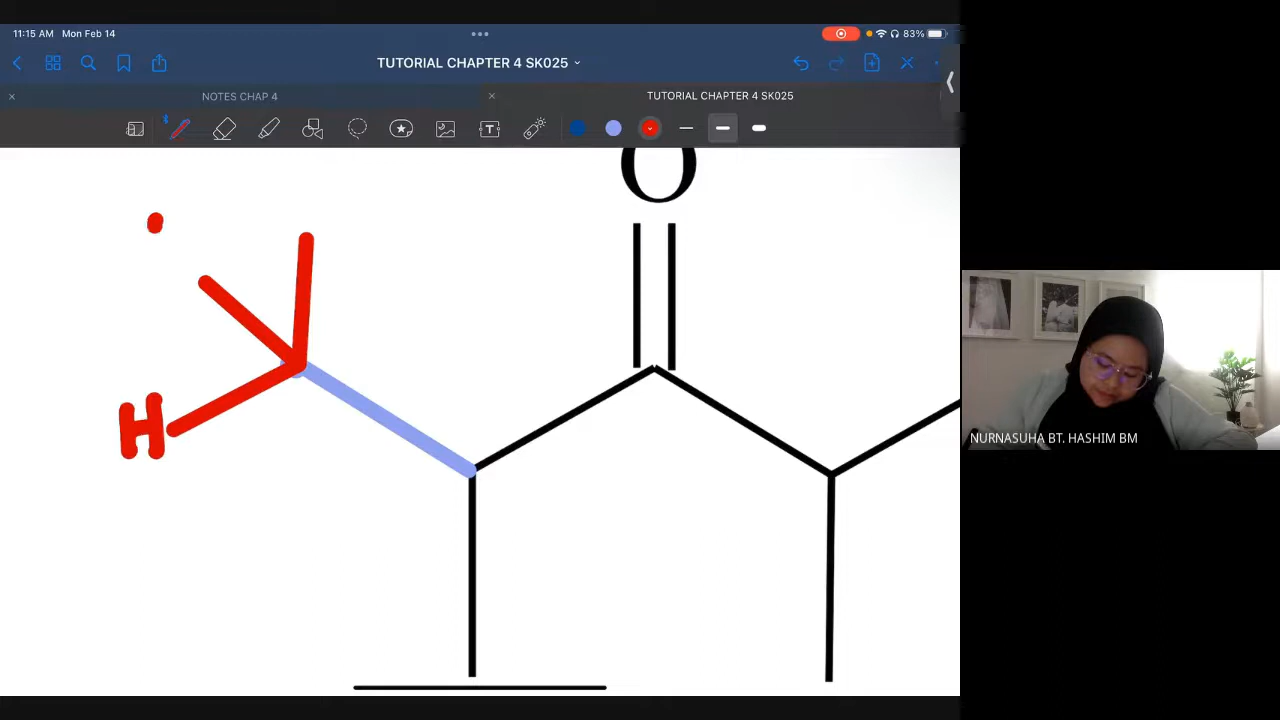 11:15 AM Mon Feb 14
83%
TUTORIAL CHAPTER 4 SK025
NOTES CHAP 4
TUTORIAL CHAPTER 4 SK025
T
O
H
NURNASUHA BT. HASHIM BM